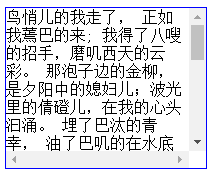 鸟悄儿的我走了， 正如
我蔫巴的来；我得了八嗖
的招手，磨叽西天的云
彩。 那泡子边的金柳，
是夕阳中的媳妇儿；波光
里的倩磴儿，在我的心头
汩涌。 埋了巴汰的青
幸， 油了巴叽的在水底